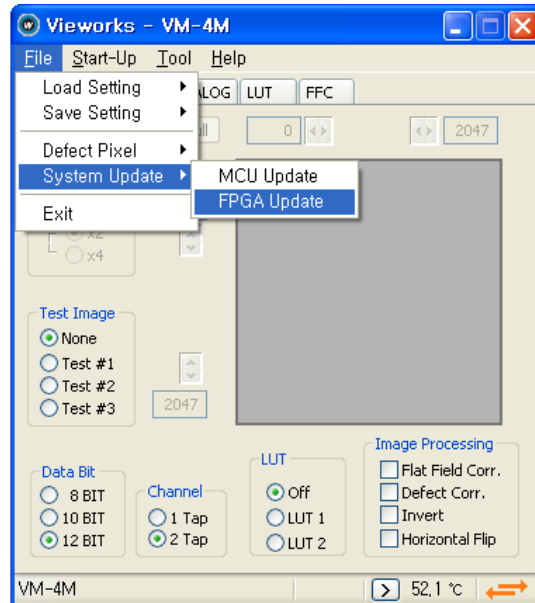 Vieworks - VM-4M
File Start-Up Tool Help
Load Setting
Save Setting
Defect Pixel
System Update
Exit
MCU Update
FPGA Update
LOG LUT FFC
0 2047
x2
x4
Test Image
None
Test #1
Test #2
Test #3
2047
Data Bit
8 BIT
10 BIT
12 BIT
Channel
1 Tap
2 Tap
LUT
Off
LUT 1
LUT 2
Image Processing
Flat Field Corr.
Defect Corr.
Invert
Horizontal Flip
VM-4M 52,1 ℃